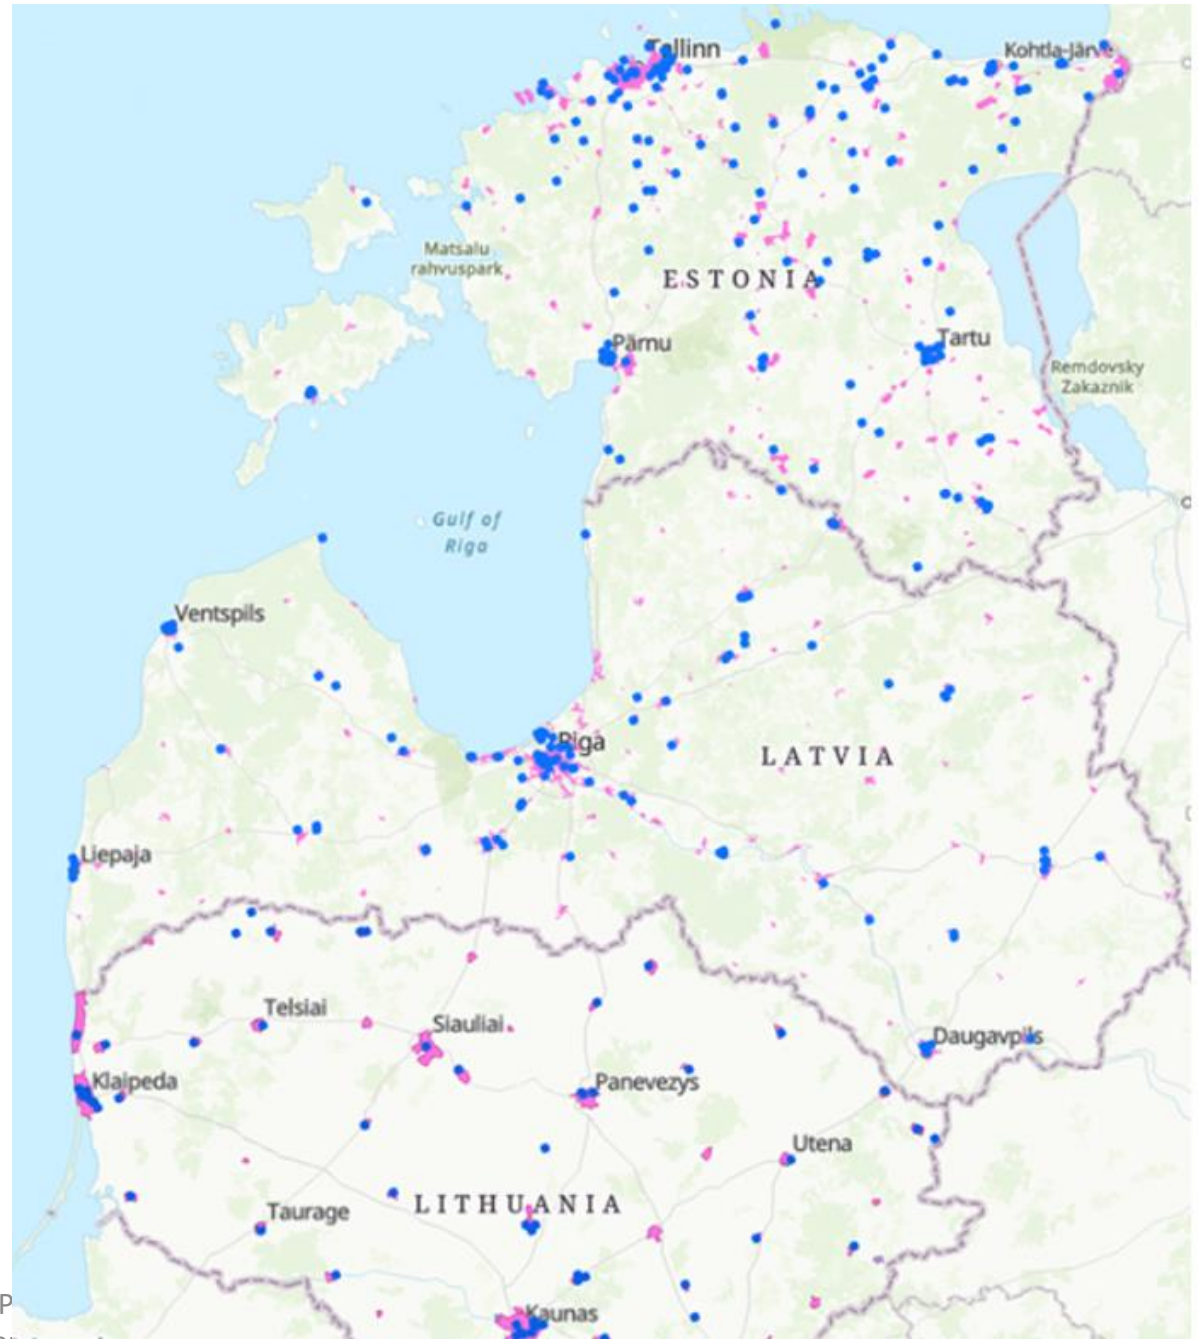 Tallinn
Kohtla-Järve
Matsalu
rahvuspark
ESTONIA
Pärnu
Tartu
Remdovsky
Zakaznik
Gulf of
Riga
Ventspils
Riga
LATVIA
Liepaja
Telsiai
Siauliai
Daugavpils
Klaipeda
Panevezys
Utena
LITHUANIA
Taurage
Kaunas
P